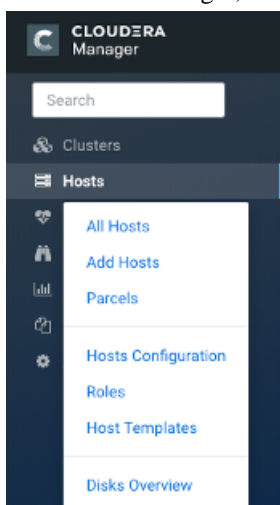 CLOUDERA
Manager
Search
Clusters
Hosts
All Hosts
Add Hosts
Parcels
Hosts Configuration
Roles
Host Templates
Disks Overview